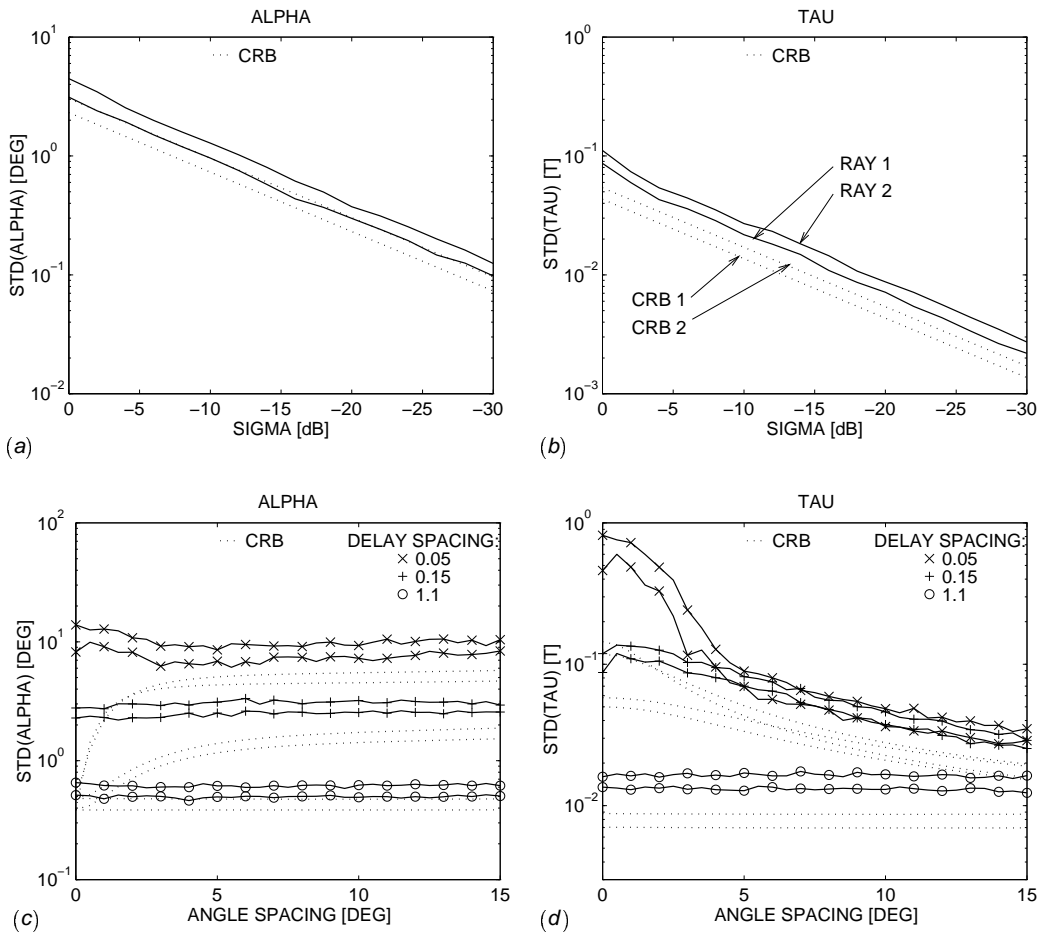 ALPHA
CRB
10^1
10^0
10^−1
10^−2
STD(ALPHA) [DEG]
0 −5 −10 −15 −20 −25 −30
SIGMA [dB]
(a)
TAU
CRB
10^0
10^−1
10^−2
10^−3
STD(TAU) [T]
RAY 1
RAY 2
CRB 1
CRB 2
0 −5 −10 −15 −20 −25 −30
SIGMA [dB]
(b)
ALPHA
CRB
DELAY SPACING:
0.05
0.15
1.1
10^2
10^1
10^0
10^−1
STD(ALPHA) [DEG]
0 5 10 15
ANGLE SPACING [DEG]
(c)
TAU
CRB
DELAY SPACING:
0.05
0.15
1.1
10^0
10^−1
10^−2
STD(TAU) [T]
0 5 10 15
ANGLE SPACING [DEG]
(d)